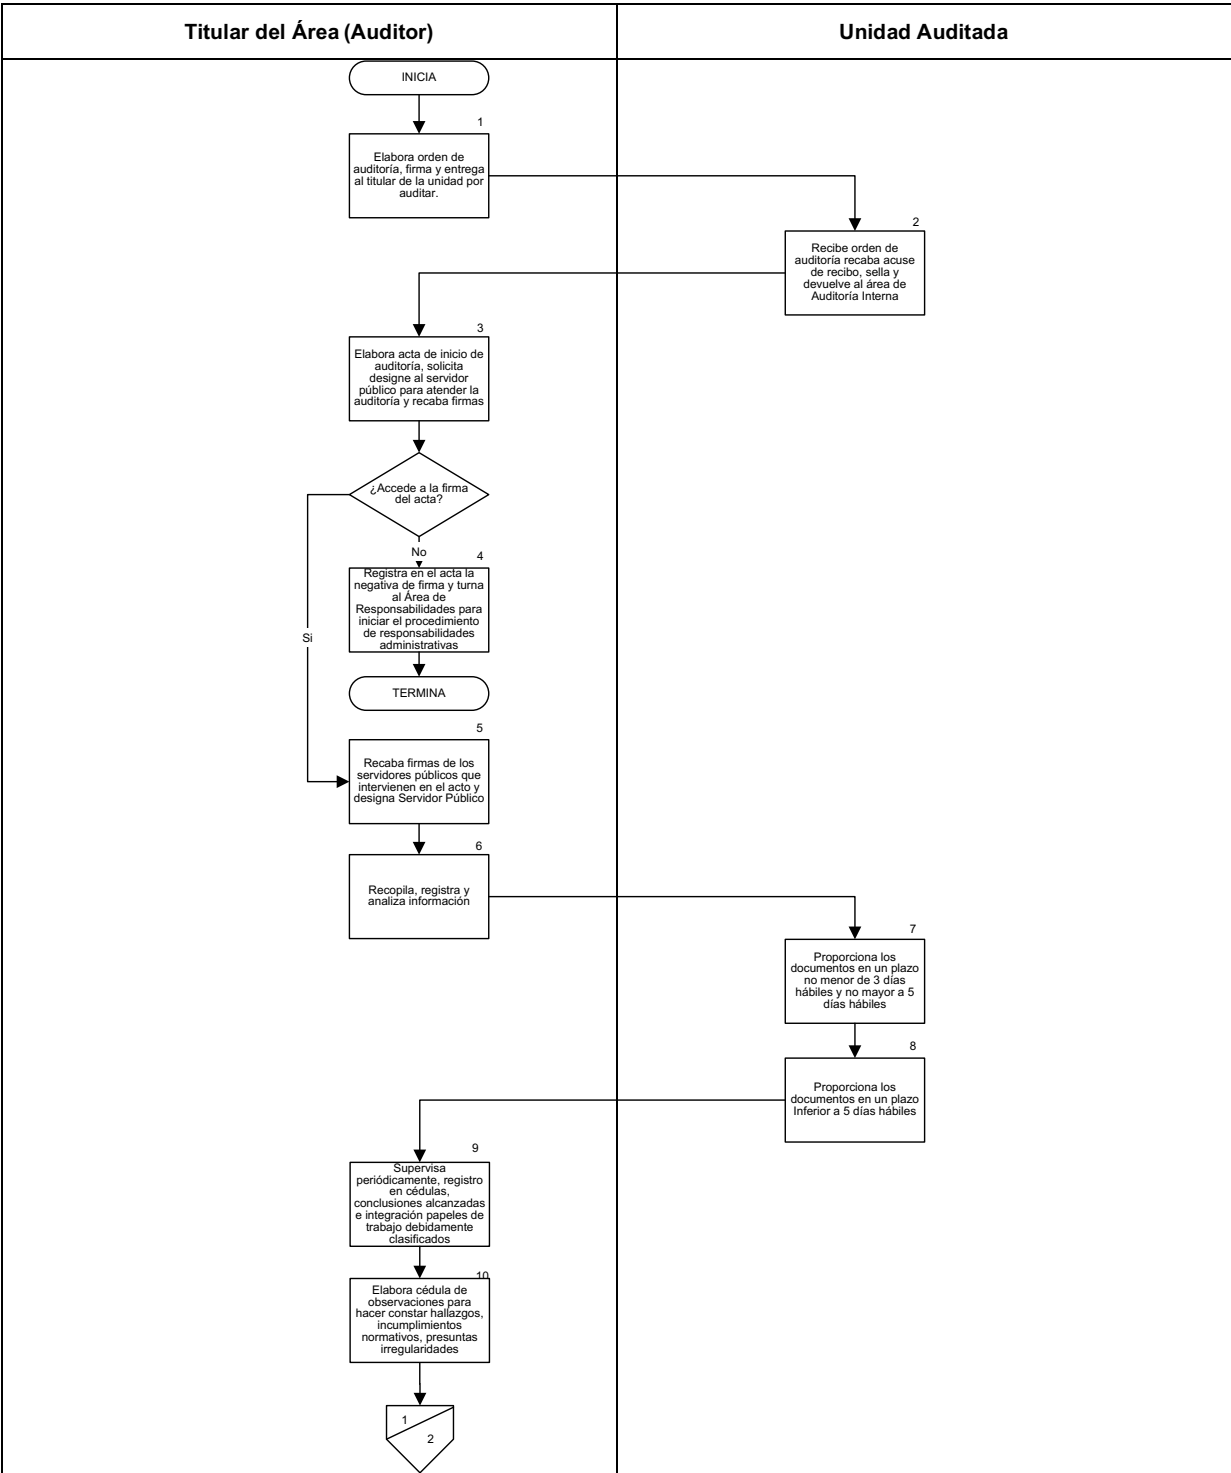 Titular del Área (Auditor)
Unidad Auditada
INICIA
1
Elabora orden de
auditoría, firma y entrega
al titular de la unidad por
auditar.
2
Recibe orden de
auditoría recaba acuse
de recibo, sella y
devuelve al área de
Auditoría Interna
3
Elabora acta de inicio de
auditoría, solicita
designe al servidor
público para atender la
auditoría y recaba firmas
¿Accede a la firma
del acta?
No
4
Registra en el acta la
negativa de firma y turna
al Área de
Responsabilidades para
iniciar el procedimiento
de responsabilidades
administrativas
Si
TERMINA
5
Recaba firmas de los
servidores públicos que
intervienen en el acto y
designa Servidor Público
6
Recopila, registra y
analiza información
7
Proporciona los
documentos en un plazo
no menor de 3 días
hábiles y no mayor a 5
días hábiles
8
Proporciona los
documentos en un plazo
Inferior a 5 días hábiles
9
Supervisa
periódicamente, registro
en cédulas,
conclusiones alcanzadas
e integración papeles de
trabajo debidamente
clasificados
10
Elabora cédula de
observaciones para
hacer constar hallazgos,
incumplimientos
normativos, presuntas
irregularidades
1
2